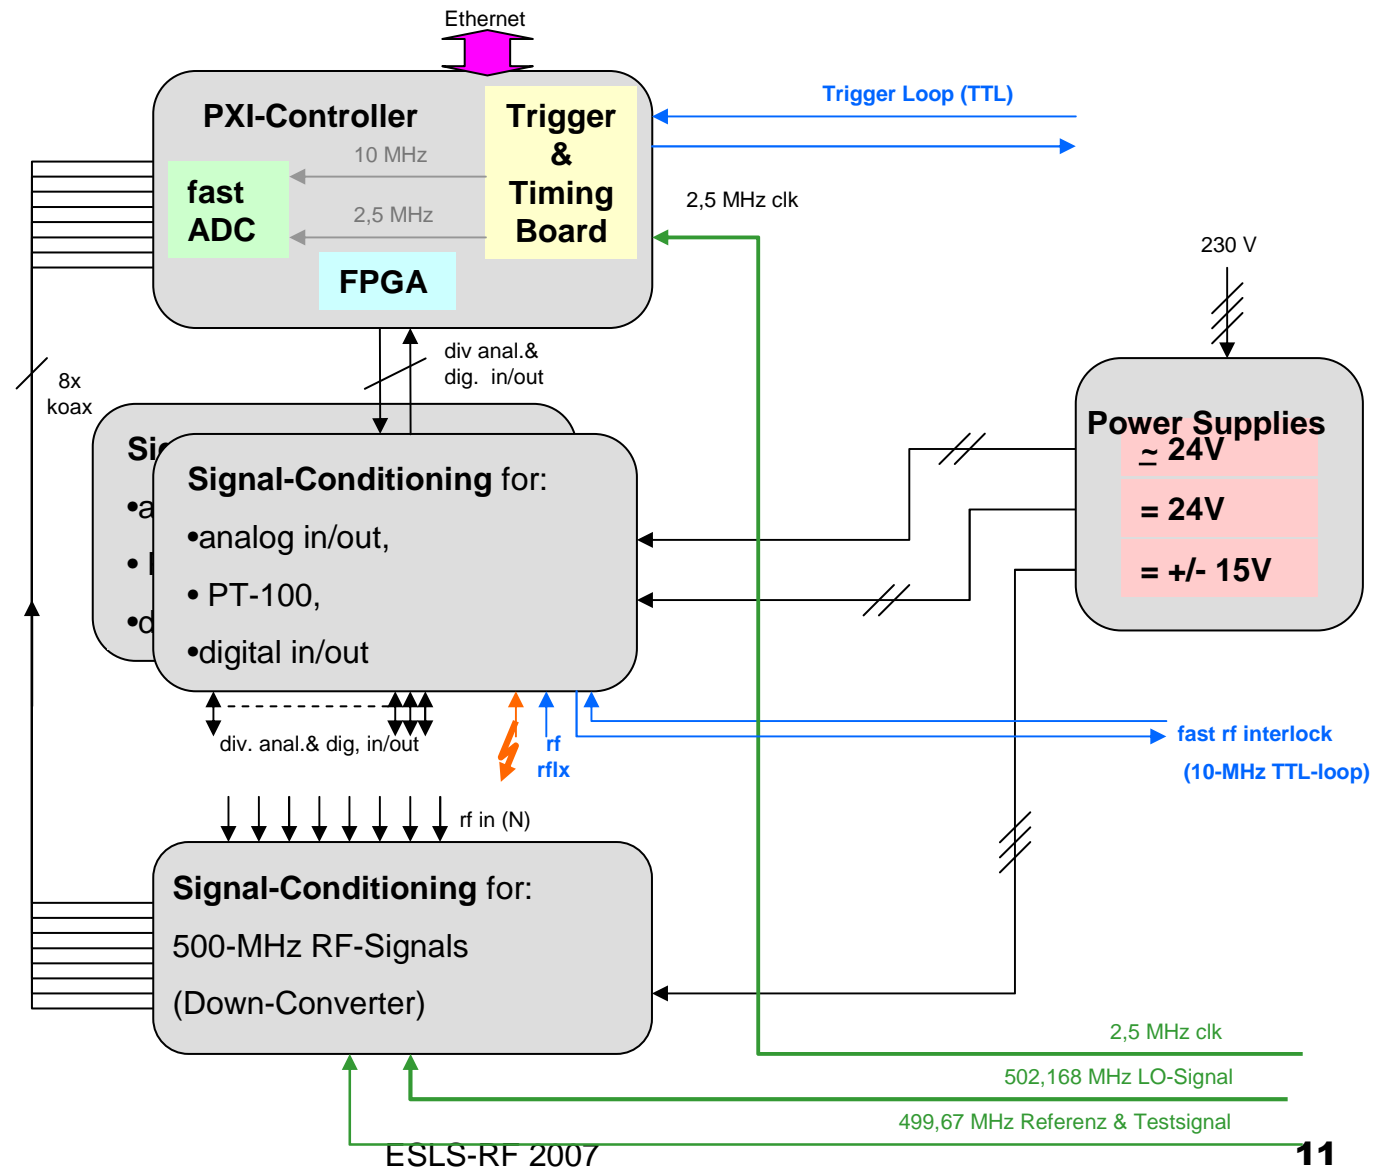 Ethernet
PXI-Controller
Trigger
&
Timing
Board
Trigger Loop (TTL)
10 MHz
fast
ADC
2,5 MHz
2,5 MHz clk
FPGA
230 V
div anal.&
dig. in/out
8x
koax
Power Supplies
≃ 24V
= 24V
= +/- 15V
Signal-Conditioning for:
•analog in/out,
• PT-100,
•digital in/out
Si
•a
•
•d
div. anal.& dig, in/out
rf
rflx
fast rf interlock
(10-MHz TTL-loop)
rf in (N)
Signal-Conditioning for:
500-MHz RF-Signals
(Down-Converter)
2,5 MHz clk
502,168 MHz LO-Signal
499,67 MHz Referenz & Testsignal
ESLS-RF 2007
11